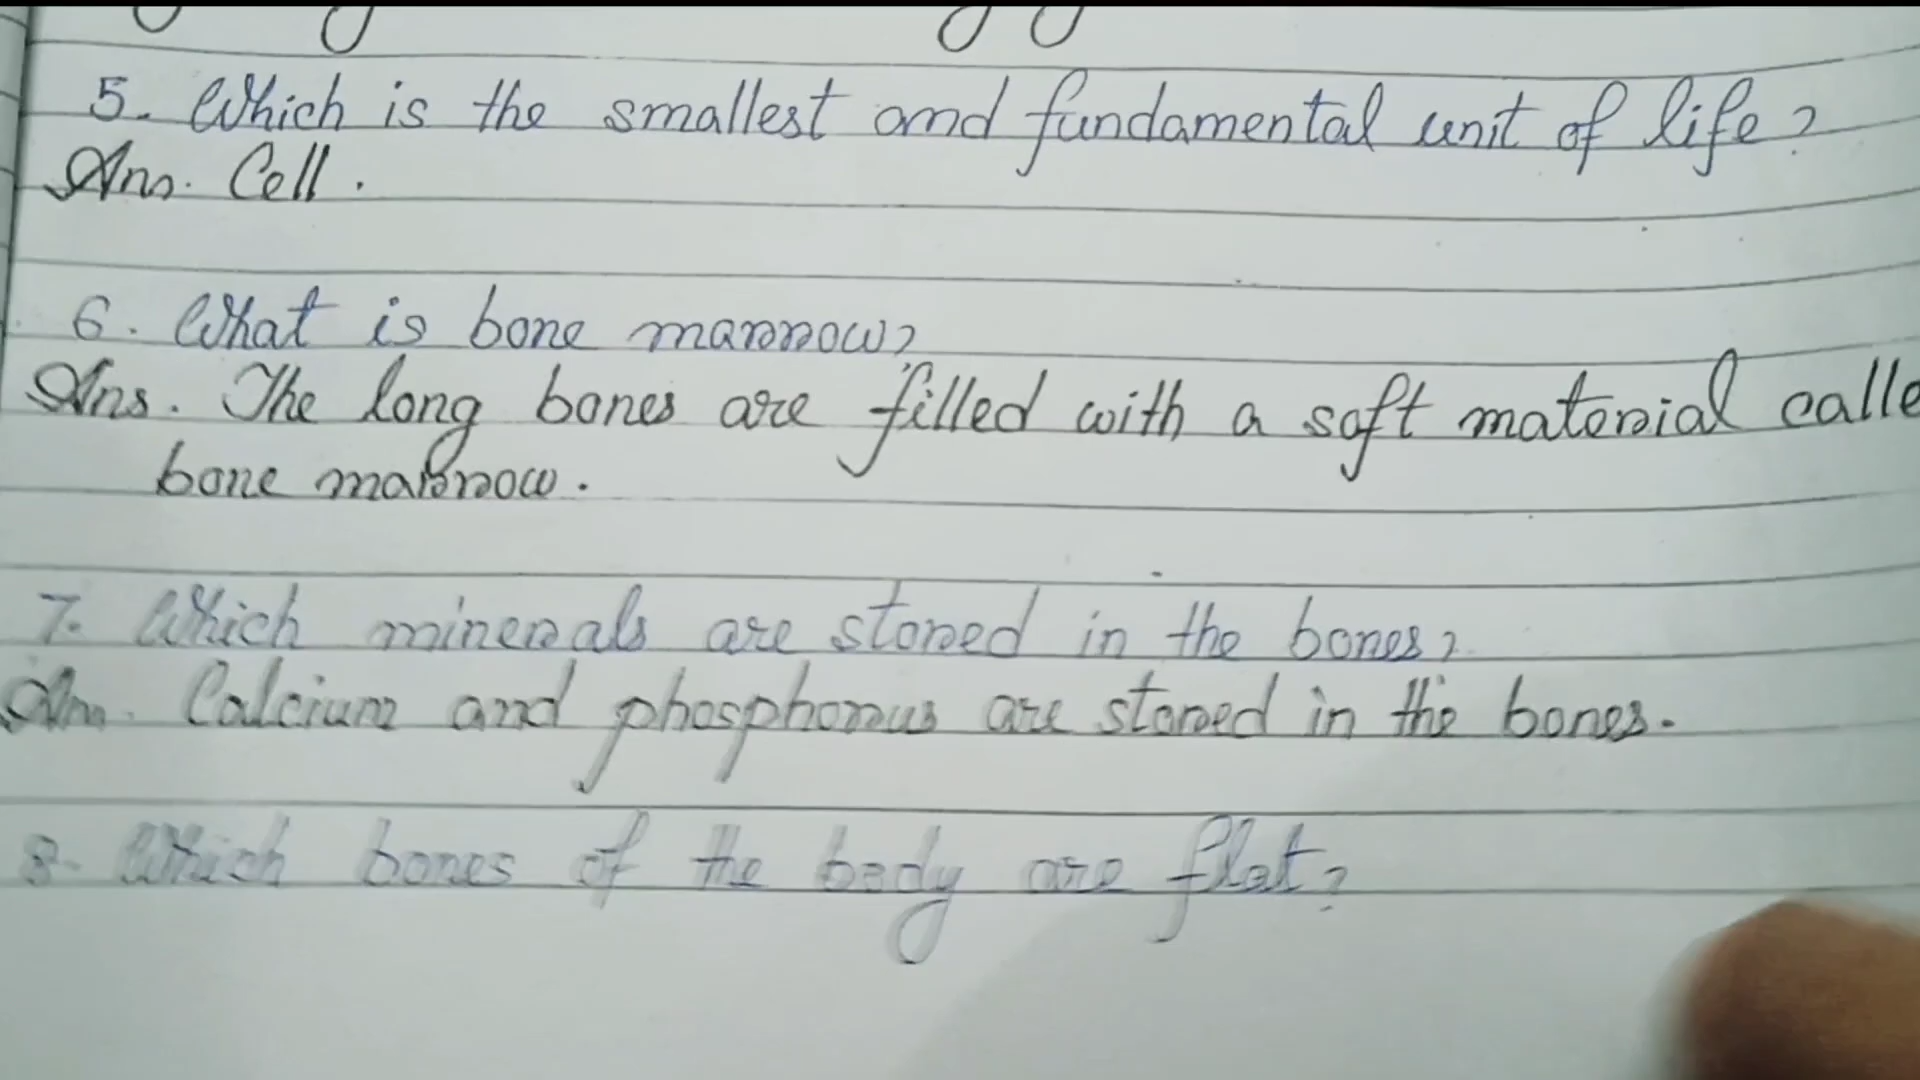 5. Which is the smallest and fundamental unit of life?
Ans. Cell.
6. What is bone marrow?
Ans. The long bones are filled with a soft material calle
bone marrow.
7. Which minerals are stored in the bones?
Ans. Calcium and phosphorus are stored in the bones.
8. Which bones of the body are flat?